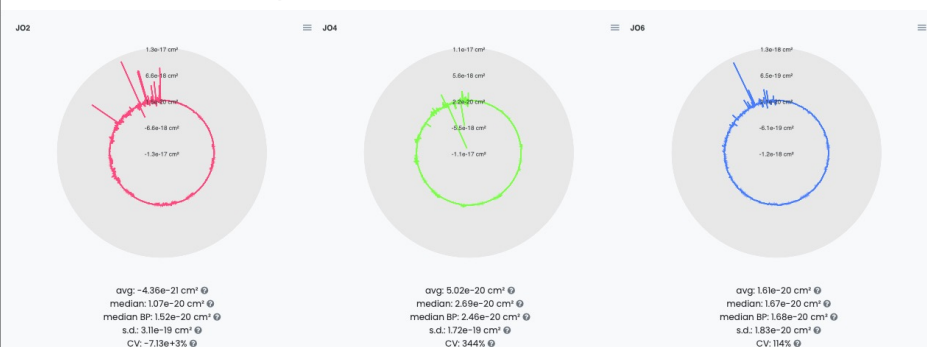 JO2
JO4
JO6
1.3e-17 cm²
6.6e-18 cm²
-6.6e-18 cm²
-1.3e-17 cm²
1.1e-17 cm²
5.6e-18 cm²
2.2e-20 cm²
-5.5e-18 cm²
-1.1e-17 cm²
1.3e-18 cm²
6.5e-19 cm²
-6.1e-19 cm²
-1.2e-18 cm²
avg: -4.36e-21 cm²
median: 1.07e-20 cm²
median BP: 1.52e-20 cm²
s.d.: 3.11e-19 cm²
CV: -7.13e+3%
avg: 5.02e-20 cm²
median: 2.69e-20 cm²
median BP: 2.46e-20 cm²
s.d.: 1.72e-19 cm²
CV: 344%
avg: 1.61e-20 cm²
median: 1.67e-20 cm²
median BP: 1.68e-20 cm²
s.d.: 1.83e-20 cm²
CV: 114%